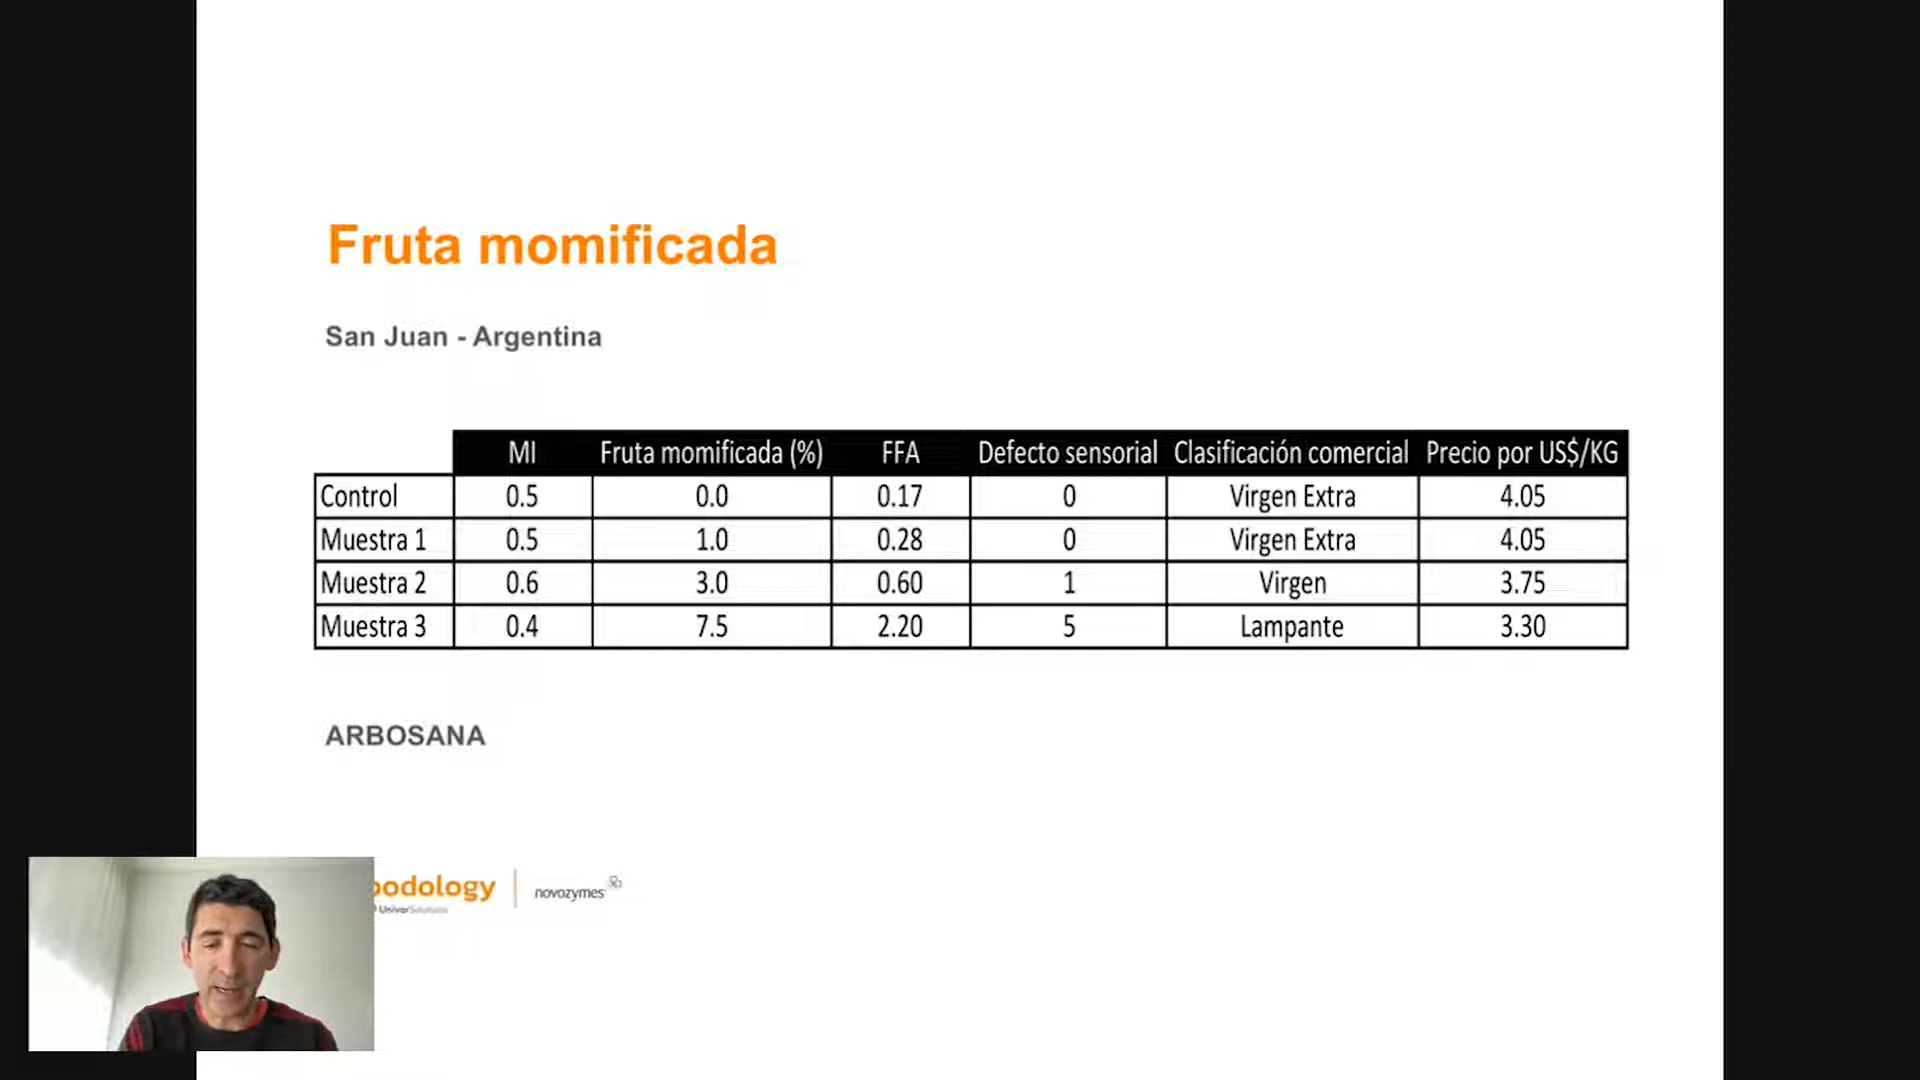 Fruta momificada
San Juan - Argentina
MI Fruta momificada (%) FFA Defecto sensorial Clasificación comercial Precio por US$/KG
Control 0.5 0.0 0.17 0 Virgen Extra 4.05
Muestra 1 0.5 1.0 0.28 0 Virgen Extra 4.05
Muestra 2 0.6 3.0 0.60 1 Virgen 3.75
Muestra 3 0.4 7.5 2.20 5 Lampante 3.30
ARBOSANA
oodology novozymes
Univar Solutions